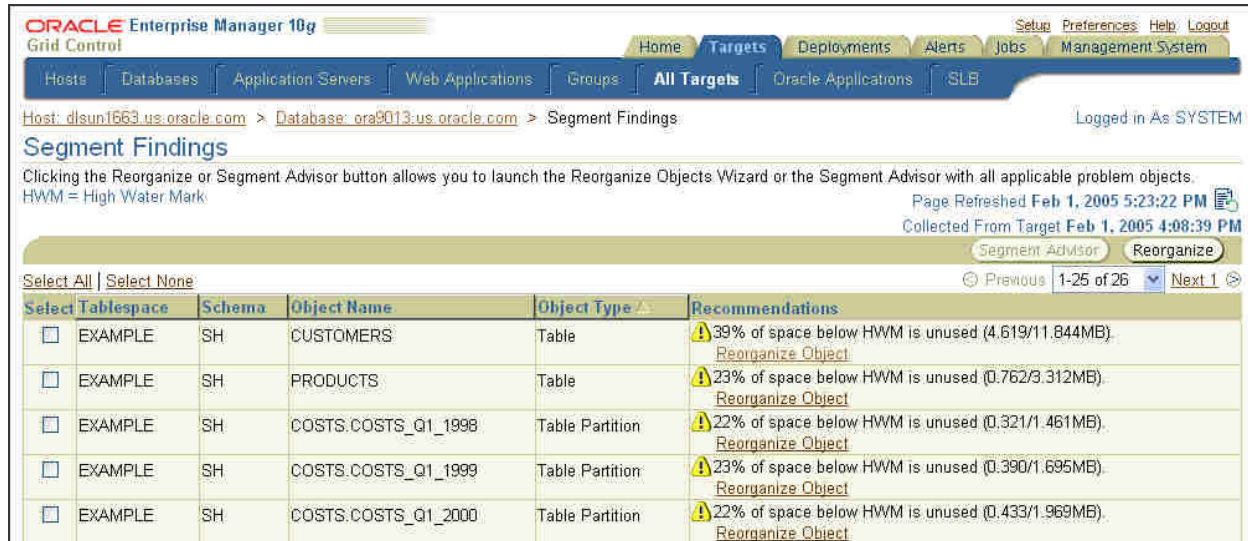 ORACLE Enterprise Manager 10g
Grid Control
Setup Preferences Help Logout
Home Targets Deployments Alerts Jobs Management System
Hosts Databases Application Servers Web Applications Groups All Targets Oracle Applications SLB
Host: dlsun1663.us.oracle.com > Database: ora9013.us.oracle.com > Segment Findings
Logged in As SYSTEM
Segment Findings
Clicking the Reorganize or Segment Advisor button allows you to launch the Reorganize Objects Wizard or the Segment Advisor with all applicable problem objects.
HWM = High Water Mark
Page Refreshed Feb 1, 2005 5:23:22 PM
Collected From Target Feb 1, 2005 4:08:39 PM
Segment Advisor Reorganize
Select All | Select None
Previous 1-25 of 26 Next 1
Select Tablespace Schema Object Name Object Type Recommendations
EXAMPLE SH CUSTOMERS Table 39% of space below HWM is unused (4.619/11.844MB).
Reorganize Object
EXAMPLE SH PRODUCTS Table 23% of space below HWM is unused (0.762/3.312MB).
Reorganize Object
EXAMPLE SH COSTS.COSTS_Q1_1998 Table Partition 22% of space below HWM is unused (0.321/1.461MB).
Reorganize Object
EXAMPLE SH COSTS.COSTS_Q1_1999 Table Partition 23% of space below HWM is unused (0.390/1.695MB).
Reorganize Object
EXAMPLE SH COSTS.COSTS_Q1_2000 Table Partition 22% of space below HWM is unused (0.433/1.969MB).
Reorganize Object